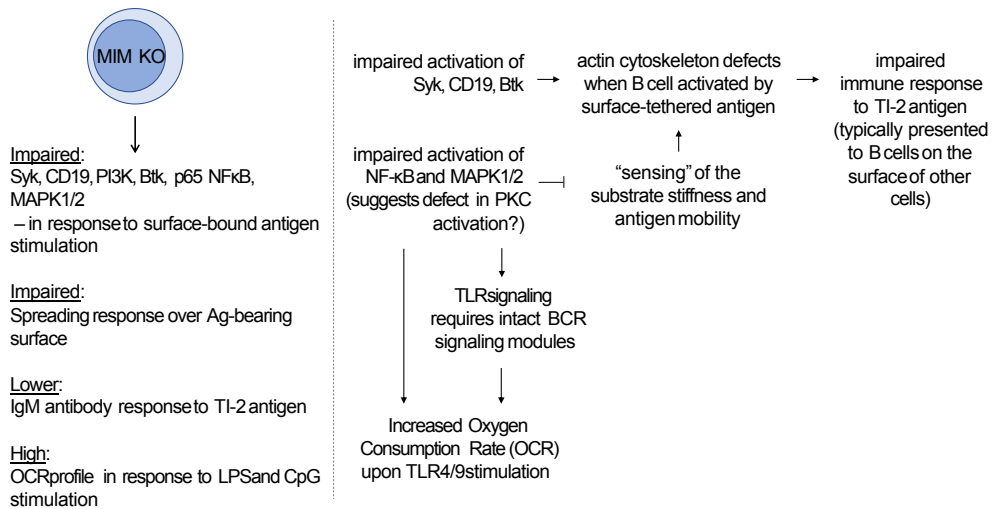 MIM KO
Impaired:
Syk, CD19, PI3K, Btk, p65 NFκB,
MAPK1/2
– in response to surface-bound antigen
stimulation
Impaired:
Spreading response over Ag-bearing
surface
Lower:
IgM antibody response to TI-2 antigen
High:
OCR profile in response to LPS and CpG
stimulation
impaired activation of
Syk, CD19, Btk
actin cytoskeleton defects
when B cell activated by
surface-tethered antigen
impaired
immune response
to TI-2 antigen
(typically presented
to B cells on the
surface of other
cells)
impaired activation of
NF-κB and MAPK1/2
(suggests defect in PKC
activation?)
“sensing” of the
substrate stiffness and
antigen mobility
TLR signaling
requires intact BCR
signaling modules
Increased Oxygen
Consumption Rate (OCR)
upon TLR4/9 stimulation